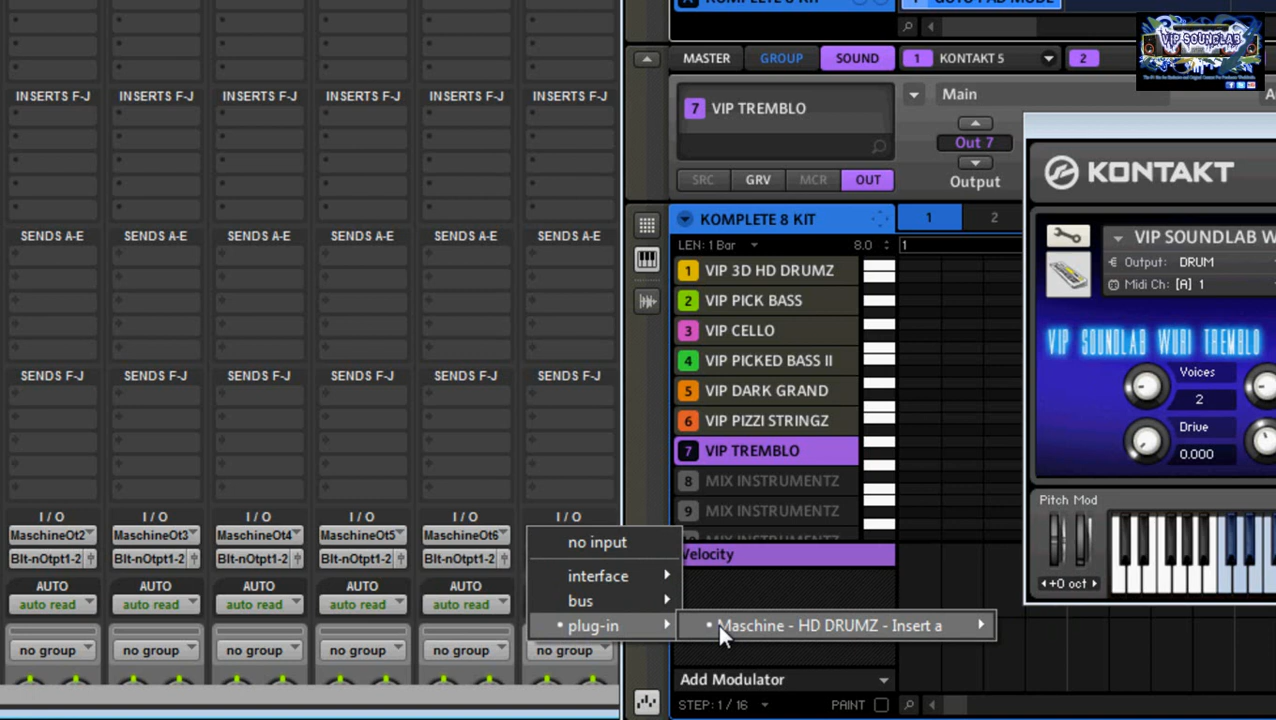 KOMPLETE 8 KIT
GOTO PAD MODE
VIP SOUNDLAB
MASTER GROUP SOUND 1 KONTAKT 5 2
INSERTS F-J INSERTS F-J INSERTS F-J INSERTS F-J INSERTS F-J INSERTS F-J
7 VIP TREMBLO
Main
Out 7
Output
SRC GRV MCR OUT
KONTAKT
KOMPLETE 8 KIT 1 2
SENDS A-E SENDS A-E SENDS A-E SENDS A-E SENDS A-E SENDS A-E
LEN: 1 Bar 8.0 1
VIP SOUNDLAB W
Output: DRUM
Midi Ch: [A] 1
1 VIP 3D HD DRUMZ
2 VIP PICK BASS
3 VIP CELLO
4 VIP PICKED BASS II
5 VIP DARK GRAND
6 VIP PIZZI STRINGZ
7 VIP TREMBLO
8 MIX INSTRUMENTZ
9 MIX INSTRUMENTZ
VIP SOUNDLAB WURI TREMBLO
Voices
2
Drive
0.000
SENDS F-J SENDS F-J SENDS F-J SENDS F-J SENDS F-J SENDS F-J
Pitch Mod
+0 oct
I / O I / O I / O I / O I / O I / O
MaschineOt2 MaschineOt3 MaschineOt4 MaschineOt5 MaschineOt6
Blt-nOtpt1-2 Blt-nOtpt1-2 Blt-nOtpt1-2 Blt-nOtpt1-2 Blt-nOtpt1-2
AUTO AUTO AUTO AUTO AUTO
auto read auto read auto read auto read auto read
no group no group no group no group no group no group
no input
interface
bus
• plug-in
• Maschine - HD DRUMZ - Insert a
Velocity
Add Modulator
STEP: 1 / 16 PAINT